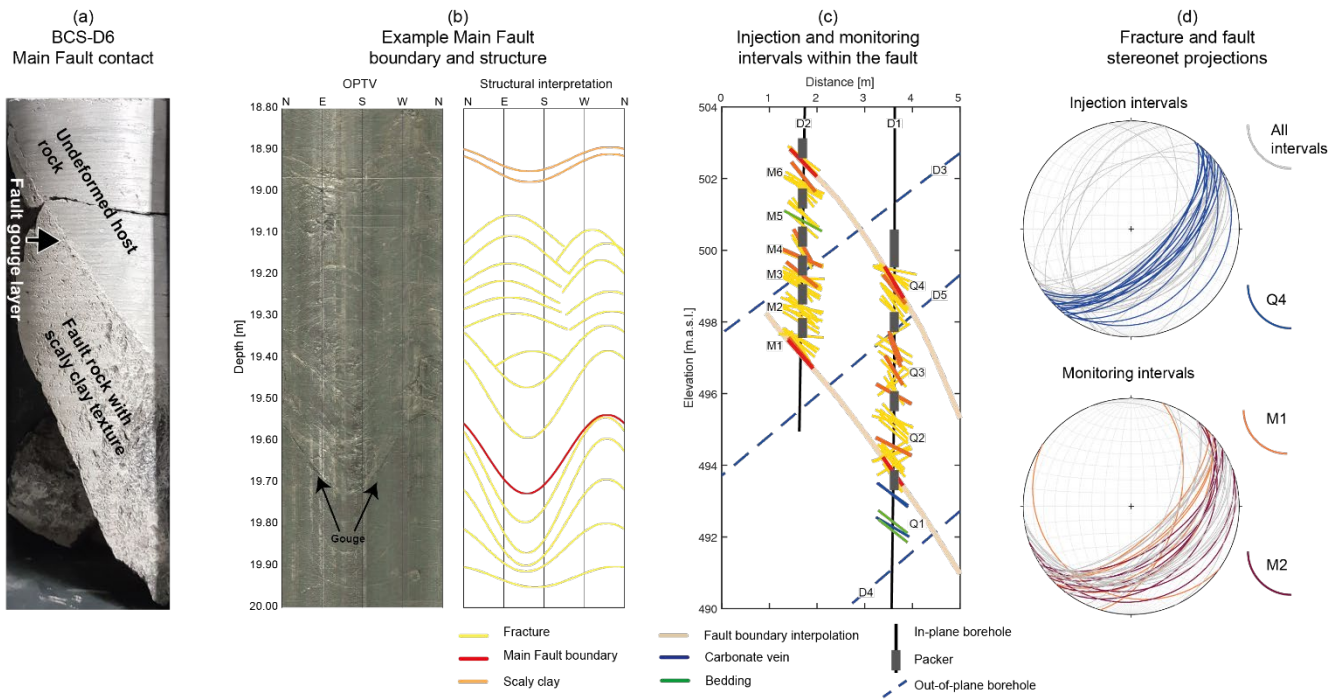 (a)
BCS-D6
Main Fault contact
Undeformed host
rock
Fault gouge layer
Fault rock with
scaly clay texture
(b)
Example Main Fault
boundary and structure
OPTV
Structural interpretation
N E S W N
N E S W N
Depth [m]
18.80
18.90
19.00
19.10
19.20
19.30
19.40
19.50
19.60
19.70
19.80
19.90
20.00
Gouge
(c)
Injection and monitoring
intervals within the fault
Distance [m]
0 1 2 3 4 5
Elevation [m.a.s.l.]
504
502
500
498
496
494
492
490
D2
D1
D3
D5
D4
M6
M5
M4
M3
M2
M1
Q4
Q3
Q2
Q1
(d)
Fracture and fault
stereonet projections
Injection intervals
All
intervals
Q4
Monitoring intervals
M1
M2
Fracture
Main Fault boundary
Scaly clay
Fault boundary interpolation
Carbonate vein
Bedding
In-plane borehole
Packer
Out-of-plane borehole